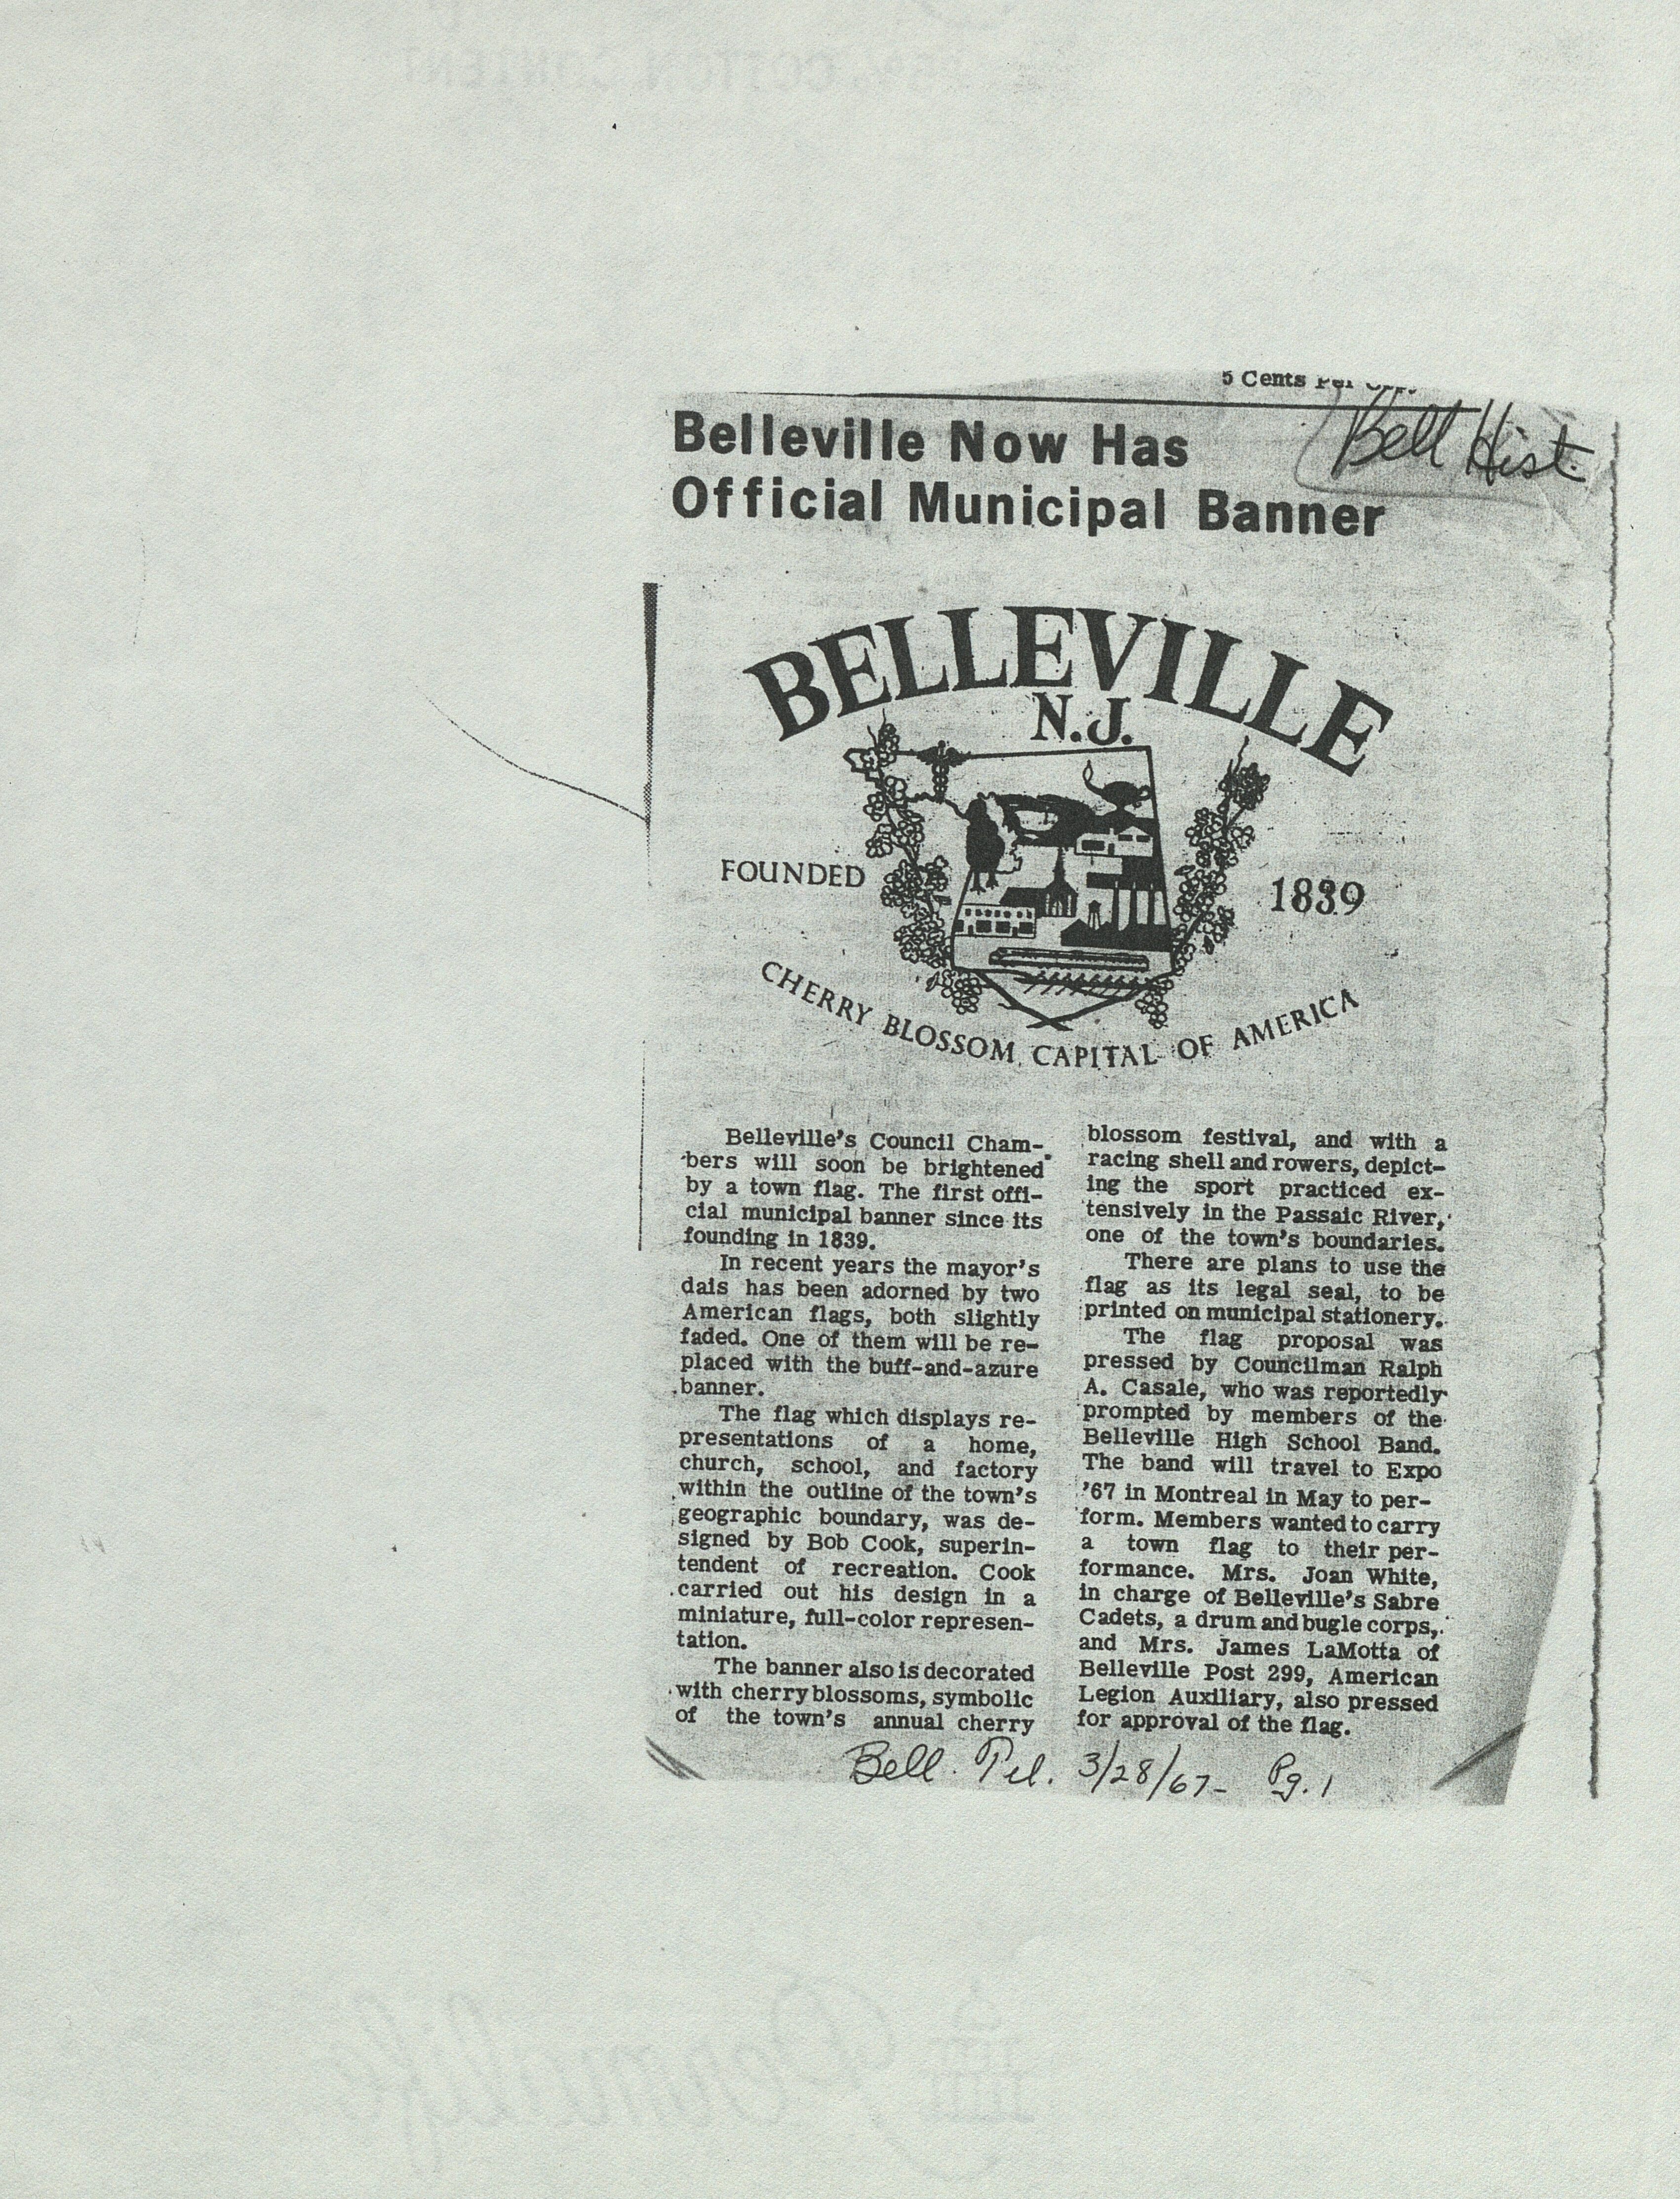 5 Cents Per Copy
Bell Hist.
Belleville Now Has
Official Municipal Banner
BELLEVILLE
N.J.
FOUNDED
1839
CHERRY BLOSSOM CAPITAL OF AMERICA
Belleville's Council Cham-
bers will soon be brightened
by a town flag. The first offi-
cial municipal banner since its
founding in 1839.
In recent years the mayor's
dais has been adorned by two
American flags, both slightly
faded. One of them will be re-
placed with the buff-and-azure
banner.
The flag which displays re-
presentations of a home,
church, school, and factory
within the outline of the town's
geographic boundary, was de-
signed by Bob Cook, superin-
tendent of recreation. Cook
carried out his design in a
miniature, full-color represen-
tation.
The banner also is decorated
with cherry blossoms, symbolic
of the town's annual cherry
blossom festival, and with a
racing shell and rowers, depict-
ing the sport practiced ex-
tensively in the Passaic River,
one of the town's boundaries.
There are plans to use the
flag as its legal seal, to be
printed on municipal stationery.
The flag proposal was
pressed by Councilman Ralph
A. Casale, who was reportedly
prompted by members of the
Belleville High School Band.
The band will travel to Expo
'67 in Montreal in May to per-
form. Members wanted to carry
a town flag to their per-
formance. Mrs. Joan White,
in charge of Belleville's Sabre
Cadets, a drum and bugle corps,
and Mrs. James LaMotta of
Belleville Post 299, American
Legion Auxiliary, also pressed
for approval of the flag.
Bell. Tel. 3/28/67- Pg. 1
COTTON CONTENT
Permalife